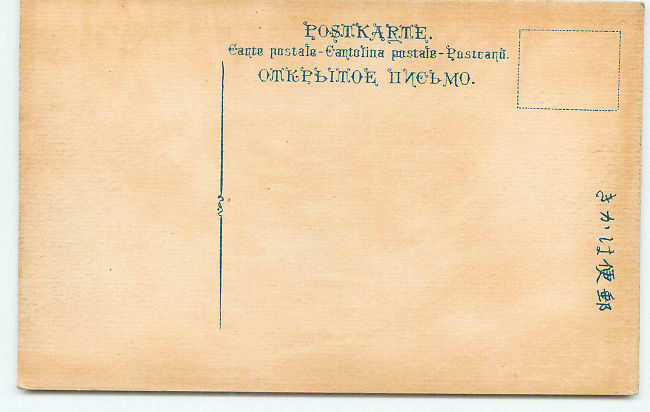 POSTKARTE.
Carte postale-Cartolina postale-Postcard.
ОТКРЫТОЕ ПИСЬМО.
郵便はかき